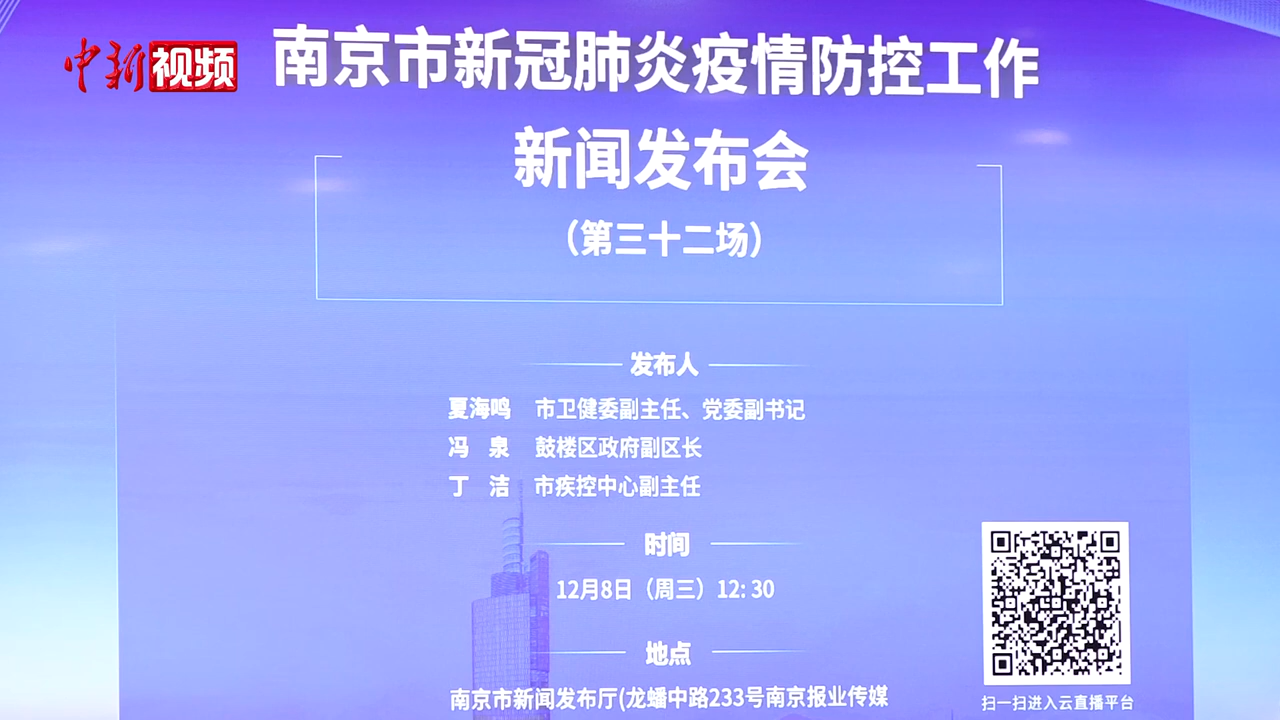 中新视频
南京市新冠肺炎疫情防控工作
新闻发布会
（第三十二场）
发布人
夏海鸣 市卫健委副主任、党委副书记
冯 泉 鼓楼区政府副区长
丁 洁 市疾控中心副主任
时间
12月8日（周三）12: 30
地点
南京市新闻发布厅(龙蟠中路233号南京报业传媒
扫一扫进入云直播平台